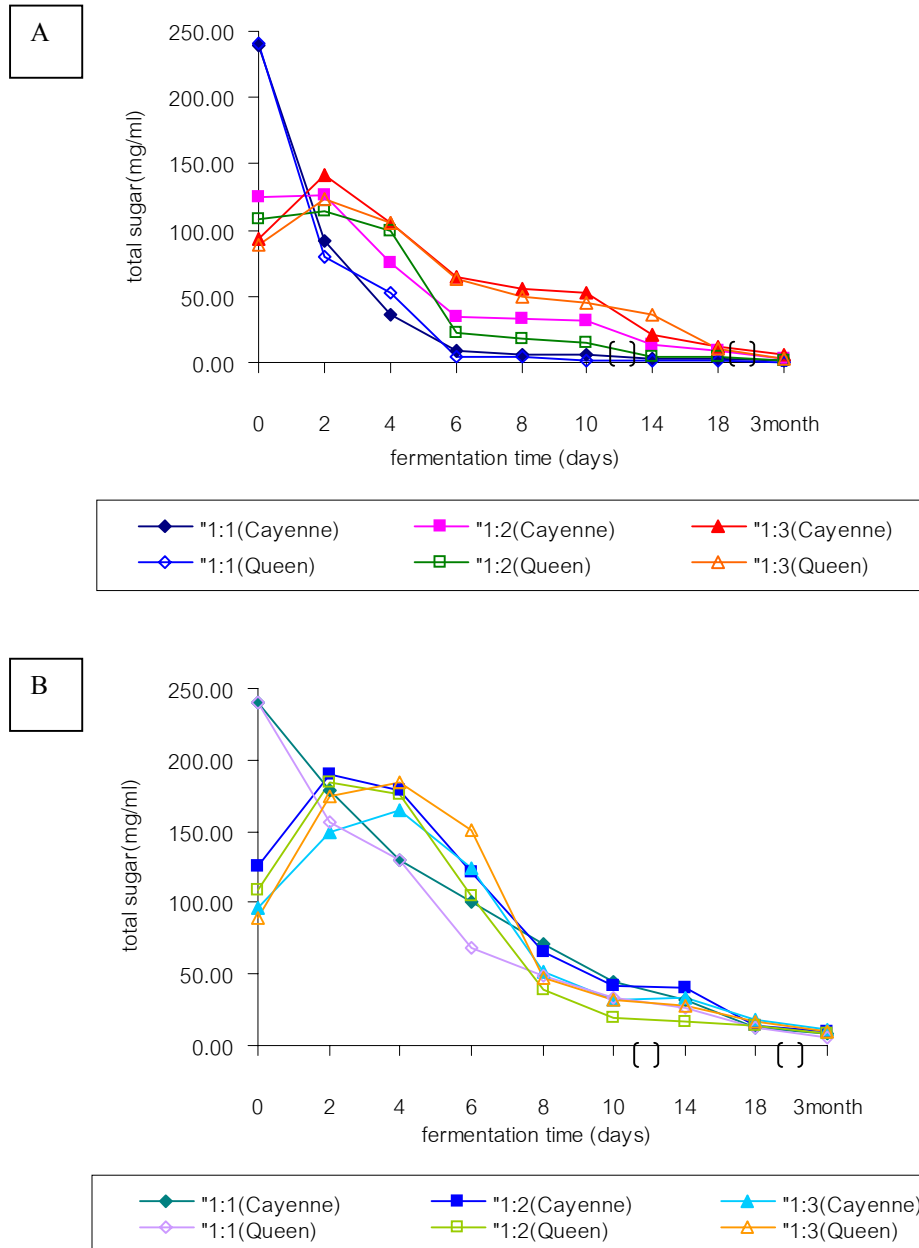 A
250.00
200.00
150.00
100.00
50.00
0.00
total sugar(mg/ml)
0 2 4 6 8 10 14 18 3month
fermentation time (days)
"1:1(Cayenne) "1:2(Cayenne) "1:3(Cayenne)
"1:1(Queen) "1:2(Queen) "1:3(Queen)
B
250.00
200.00
150.00
100.00
50.00
0.00
total sugar(mg/ml)
0 2 4 6 8 10 14 18 3month
fermentation time (days)
"1:1(Cayenne) "1:2(Cayenne) "1:3(Cayenne)
"1:1(Queen) "1:2(Queen) "1:3(Queen)